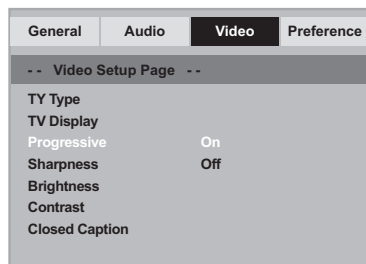 General Audio Video Preference
-- Video Setup Page --
TY Type
TV Display
Progressive On
Sharpness Off
Brightness
Contrast
Closed Caption